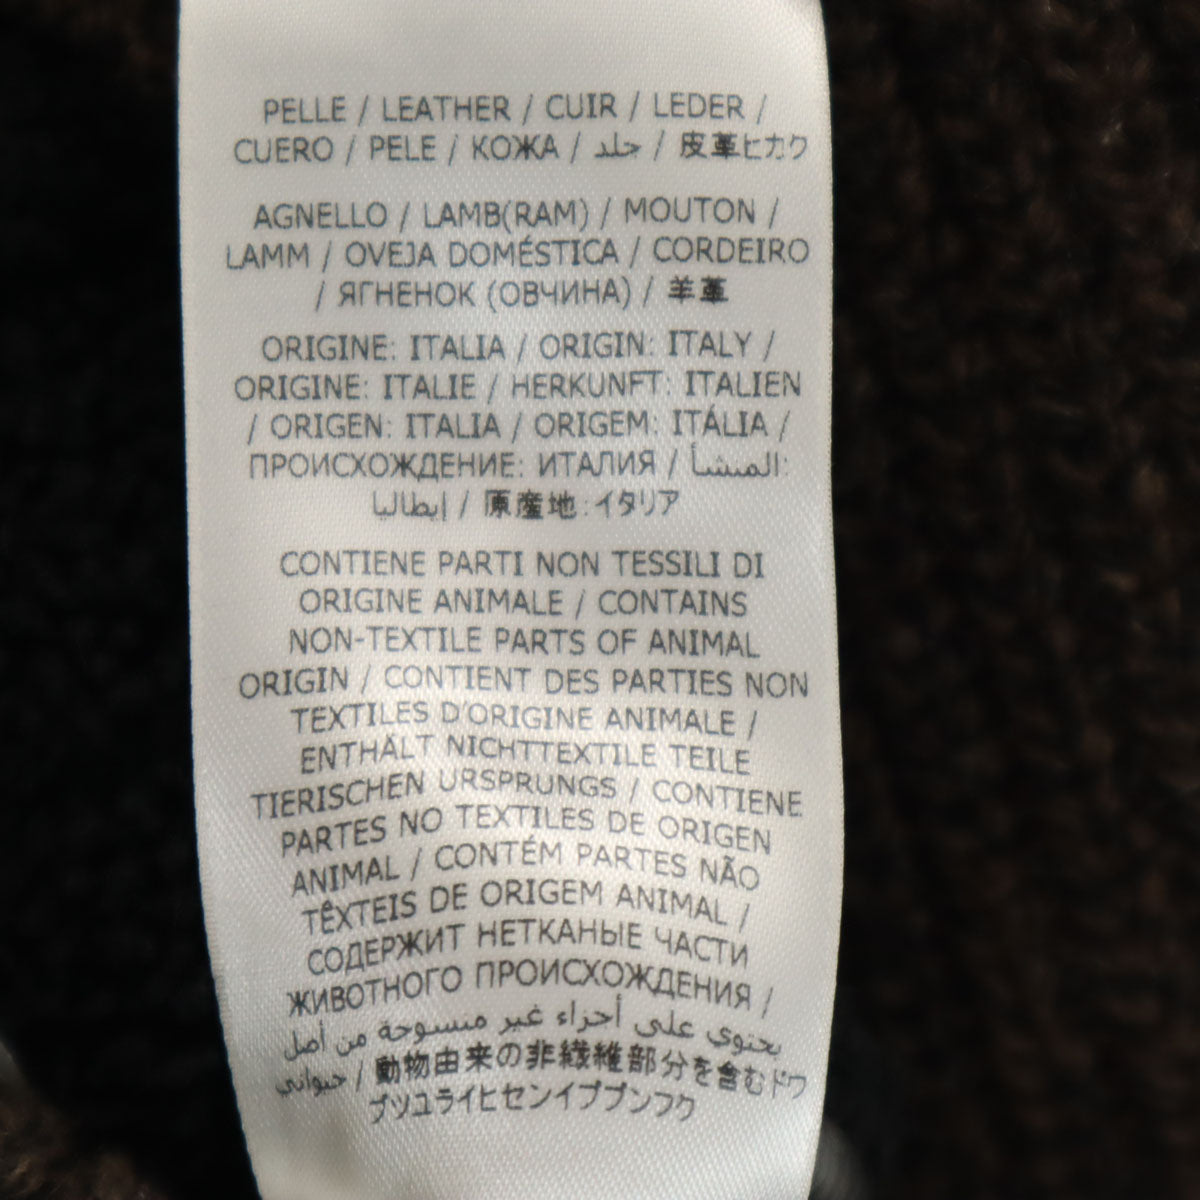 PELLE / LEATHER / CUIR / LEDER /
CUERO / PELE / КОЖА / جلد / 皮革ヒカク
AGNELLO / LAMB(RAM) / MOUTON /
LAMM / OVEJA DOMÉSTICA / CORDEIRO
/ ЯГНЕНОК (ОВЧИНА) / 羊革
ORIGINE: ITALIA / ORIGIN: ITALY /
ORIGINE: ITALIE / HERKUNFT: ITALIEN
/ ORIGEN: ITALIA / ORIGEM: ITÁLIA /
ПРОИСХОЖДЕНИЕ: ИТАЛИЯ / المنشأ:
إيطاليا / 原産地:イタリア
CONTIENE PARTI NON TESSILI DI
ORIGINE ANIMALE / CONTAINS
NON-TEXTILE PARTS OF ANIMAL
ORIGIN / CONTIENT DES PARTIES NON
TEXTILES D'ORIGINE ANIMALE /
ENTHÄLT NICHTTEXTILE TEILE
TIERISCHEN URSPRUNGS / CONTIENE
PARTES NO TEXTILES DE ORIGEN
ANIMAL / CONTÉM PARTES NÃO
TÊXTEIS DE ORIGEM ANIMAL /
СОДЕРЖИТ НЕТКАНЫЕ ЧАСТИ
ЖИВОТНОГО ПРОИСХОЖДЕНИЯ /
يحتوي على أجزاء غير منسوجة من أصل
حيواني / 動物由来の非繊維部分を含むドウ
ブツユライヒセンイブブンフク